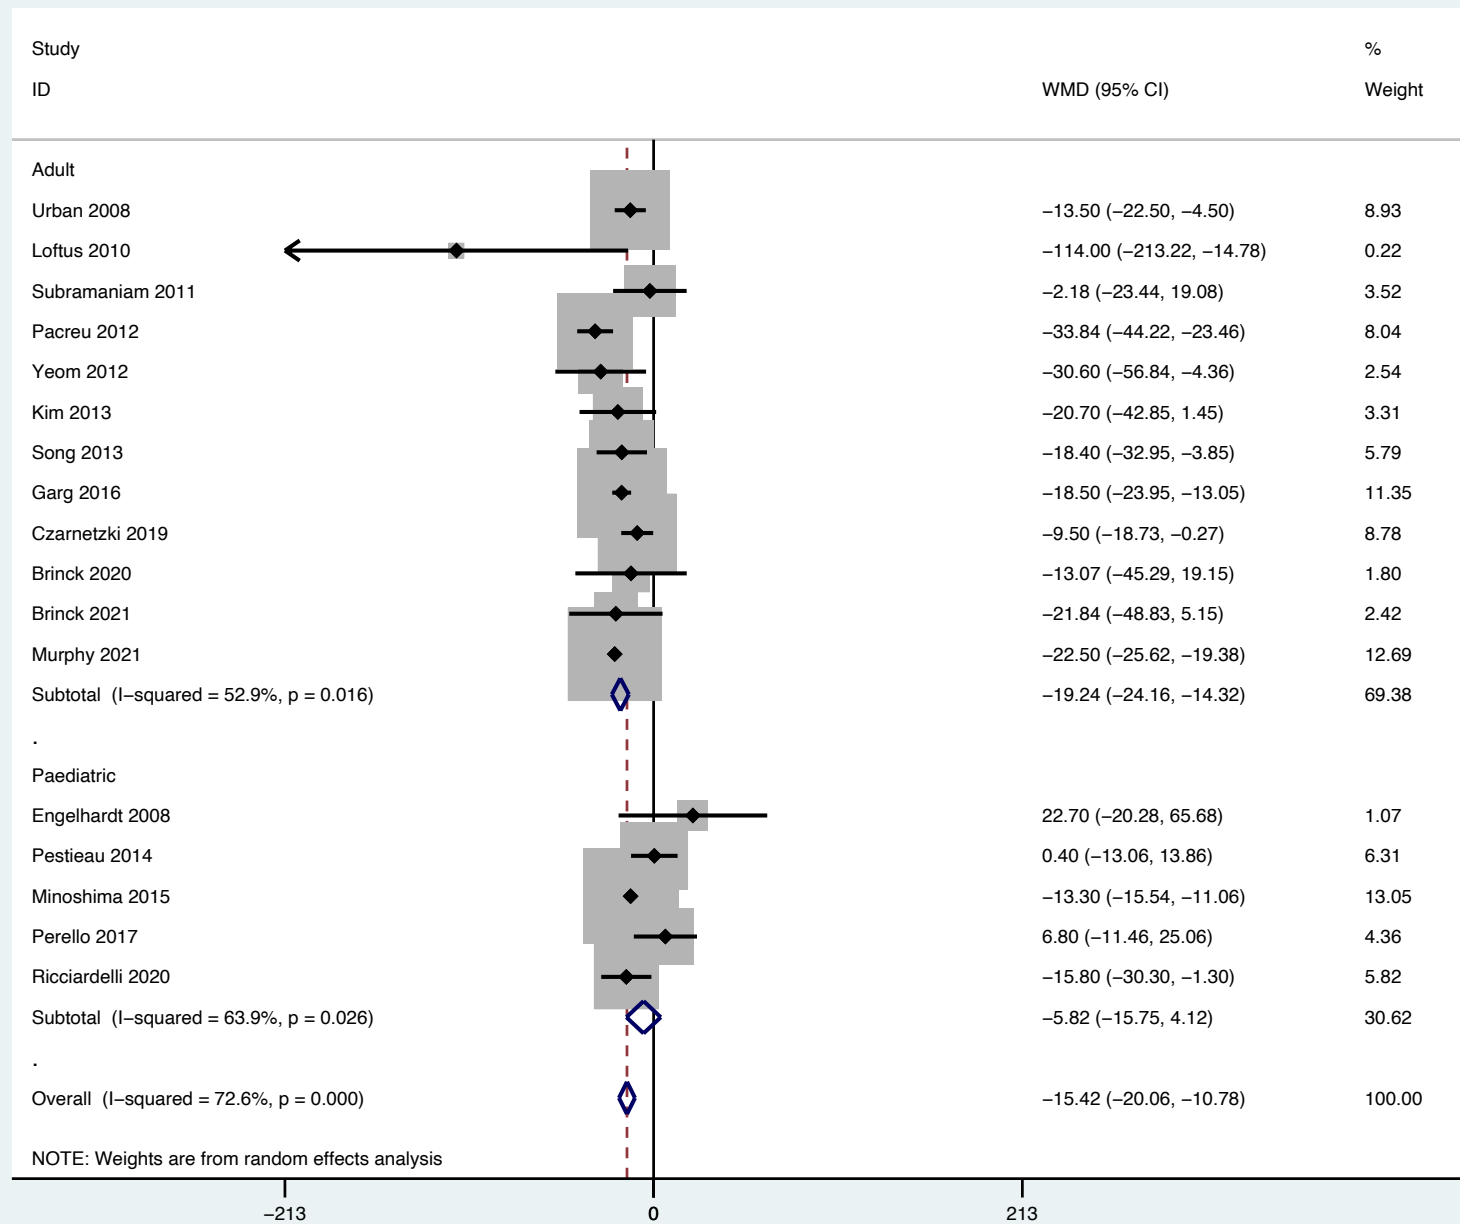 Study %
ID WMD (95% CI) Weight
Adult
Urban 2008 −13.50 (−22.50, −4.50) 8.93
Loftus 2010 −114.00 (−213.22, −14.78) 0.22
Subramaniam 2011 −2.18 (−23.44, 19.08) 3.52
Pacreu 2012 −33.84 (−44.22, −23.46) 8.04
Yeom 2012 −30.60 (−56.84, −4.36) 2.54
Kim 2013 −20.70 (−42.85, 1.45) 3.31
Song 2013 −18.40 (−32.95, −3.85) 5.79
Garg 2016 −18.50 (−23.95, −13.05) 11.35
Czarnetzki 2019 −9.50 (−18.73, −0.27) 8.78
Brinck 2020 −13.07 (−45.29, 19.15) 1.80
Brinck 2021 −21.84 (−48.83, 5.15) 2.42
Murphy 2021 −22.50 (−25.62, −19.38) 12.69
Subtotal (I−squared = 52.9%, p = 0.016) −19.24 (−24.16, −14.32) 69.38
.
Paediatric
Engelhardt 2008 22.70 (−20.28, 65.68) 1.07
Pestieau 2014 0.40 (−13.06, 13.86) 6.31
Minoshima 2015 −13.30 (−15.54, −11.06) 13.05
Perello 2017 6.80 (−11.46, 25.06) 4.36
Ricciardelli 2020 −15.80 (−30.30, −1.30) 5.82
Subtotal (I−squared = 63.9%, p = 0.026) −5.82 (−15.75, 4.12) 30.62
.
Overall (I−squared = 72.6%, p = 0.000) −15.42 (−20.06, −10.78) 100.00
NOTE: Weights are from random effects analysis
−213 0 213